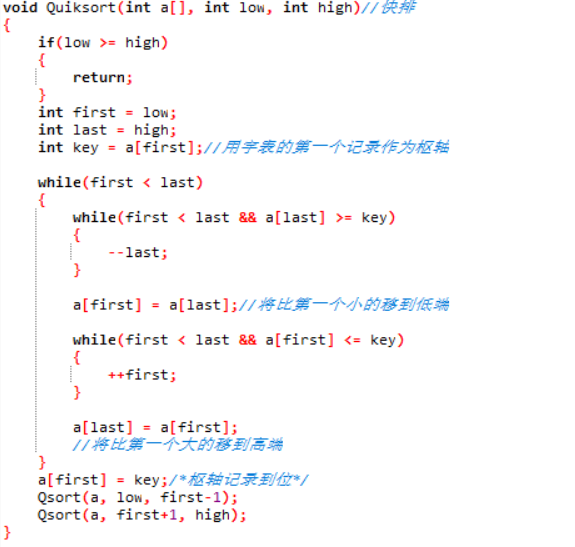 void Quiksort(int a[], int low, int high)//快排
{
    if(low >= high)
    {
        return;
    }
    int first = low;
    int last = high;
    int key = a[first];//用字表的第一个记录作为枢轴

    while(first < last)
    {
        while(first < last && a[last] >= key)
        {
            --last;
        }

        a[first] = a[last];//将比第一个小的移到低端

        while(first < last && a[first] <= key)
        {
            ++first;
        }

        a[last] = a[first];
        //将比第一个大的移到高端
    }
    a[first] = key;/*枢轴记录到位*/
    Qsort(a, low, first-1);
    Qsort(a, first+1, high);
}